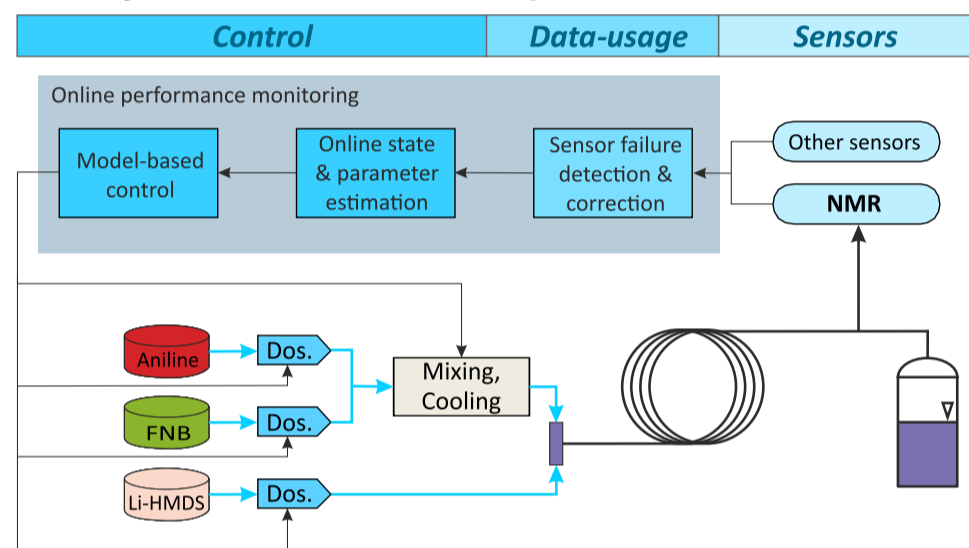 Control
Data-usage
Sensors
Online performance monitoring
Model-based
control
Online state
& parameter
estimation
Sensor failure
detection &
correction
Other sensors
NMR
Aniline
Dos.
Mixing,
Cooling
FNB
Dos.
Li-HMDS
Dos.